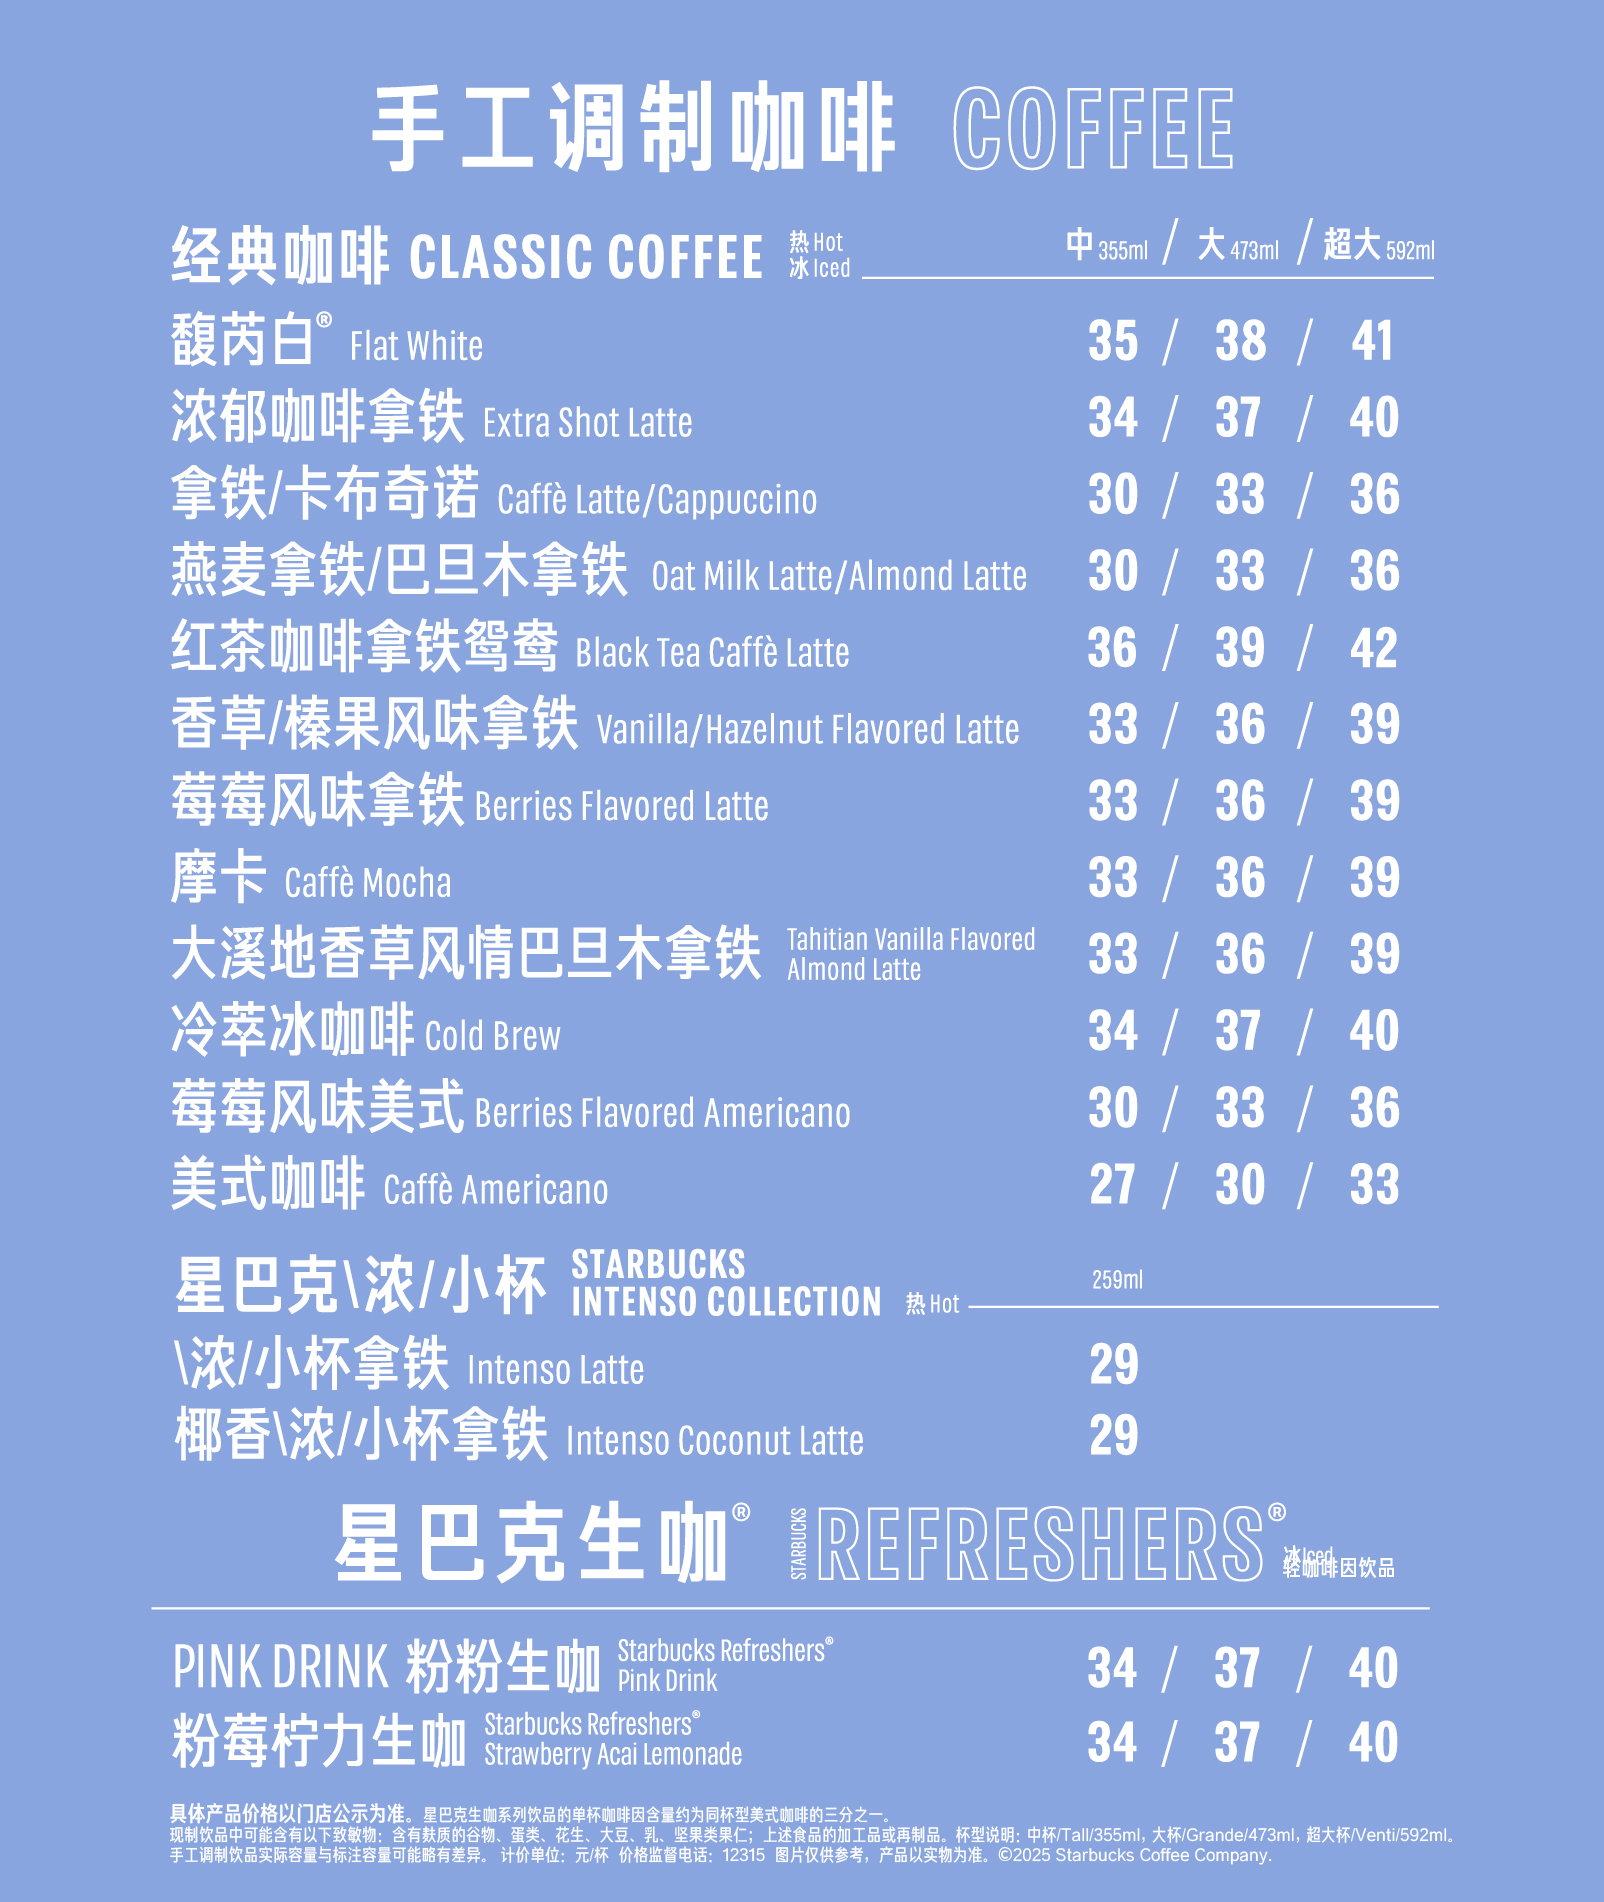 手工调制咖啡 COFFEE
经典咖啡 CLASSIC COFFEE 热 Hot 冰 Iced 中 355ml / 大 473ml / 超大 592ml
馥芮白® Flat White 35 / 38 / 41
浓郁咖啡拿铁 Extra Shot Latte 34 / 37 / 40
拿铁/卡布奇诺 Caffè Latte/Cappuccino 30 / 33 / 36
燕麦拿铁/巴旦木拿铁 Oat Milk Latte/Almond Latte 30 / 33 / 36
红茶咖啡拿铁鸳鸯 Black Tea Caffè Latte 36 / 39 / 42
香草/榛果风味拿铁 Vanilla/Hazelnut Flavored Latte 33 / 36 / 39
莓莓风味拿铁 Berries Flavored Latte 33 / 36 / 39
摩卡 Caffè Mocha 33 / 36 / 39
大溪地香草风情巴旦木拿铁 Tahitian Vanilla Flavored Almond Latte 33 / 36 / 39
冷萃冰咖啡 Cold Brew 34 / 37 / 40
莓莓风味美式 Berries Flavored Americano 30 / 33 / 36
美式咖啡 Caffè Americano 27 / 30 / 33
星巴克\浓/小杯 STARBUCKS INTENSO COLLECTION 热 Hot 259ml
\浓/小杯拿铁 Intenso Latte 29
椰香\浓/小杯拿铁 Intenso Coconut Latte 29
星巴克生咖® STARBUCKS REFRESHERS® 冰 Iced 轻咖啡因饮品
PINK DRINK 粉粉生咖 Starbucks Refreshers® Pink Drink 34 / 37 / 40
粉莓柠力生咖 Starbucks Refreshers® Strawberry Acai Lemonade 34 / 37 / 40
具体产品价格以门店公示为准。星巴克生咖系列饮品的单杯咖啡因含量约为同杯型美式咖啡的三分之一。
现制饮品中可能含有以下致敏物：含有麸质的谷物、蛋类、花生、大豆、乳、坚果类果仁；上述食品的加工品或再制品。杯型说明：中杯/Tall/355ml, 大杯/Grande/473ml, 超大杯/Venti/592ml。
手工调制饮品实际容量与标注容量可能略有差异。 计价单位：元/杯 价格监督电话：12315 图片仅供参考，产品以实物为准。©2025 Starbucks Coffee Company.